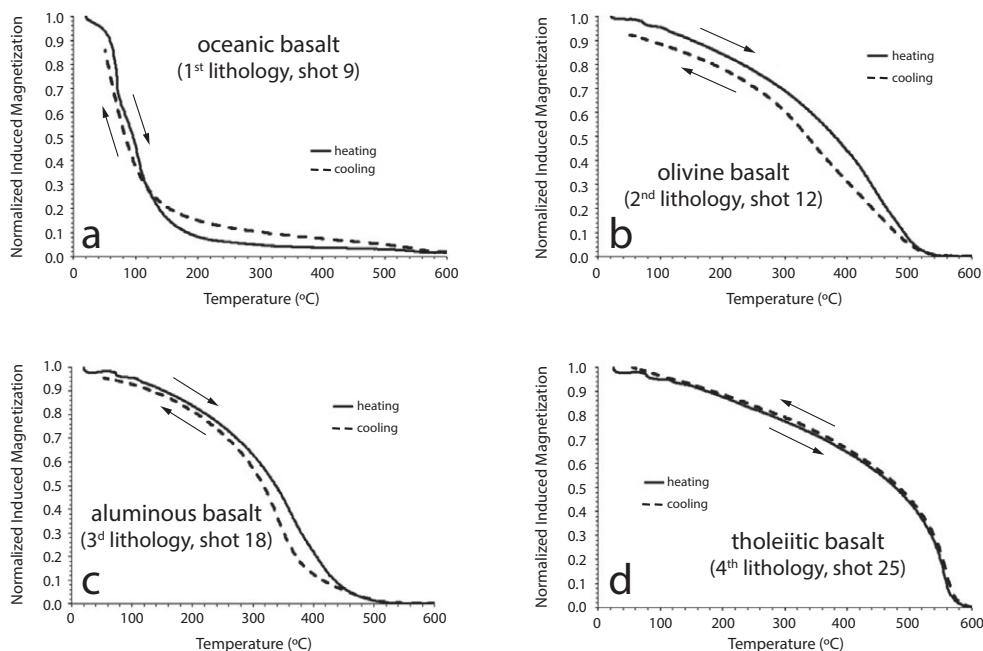 1.0
0.9
0.8
0.7
0.6
0.5
0.4
0.3
0.2
0.1
0
Normalized Induced Magnetization
oceanic basalt
(1st lithology, shot 9)
heating
cooling
a
0 100 200 300 400 500 600
Temperature (ºC)
1.0
0.9
0.8
0.7
0.6
0.5
0.4
0.3
0.2
0.1
0.0
Normalized Induced Magnetization
heating
cooling
olivine basalt
(2nd lithology, shot 12)
b
0 100 200 300 400 500 600
Temperature (ºC)
1.0
0.9
0.8
0.7
0.6
0.5
0.4
0.3
0.2
0.1
0.0
Normalized Induced Magnetization
heating
cooling
aluminous basalt
(3d lithology, shot 18)
c
0 100 200 300 400 500 600
Temperature (ºC)
1.0
0.9
0.8
0.7
0.6
0.5
0.4
0.3
0.2
0.1
0.0
Normalized Induced Magnetization
heating
cooling
tholeiitic basalt
(4th lithology, shot 25)
d
0 100 200 300 400 500 600
Temperature (ºC)